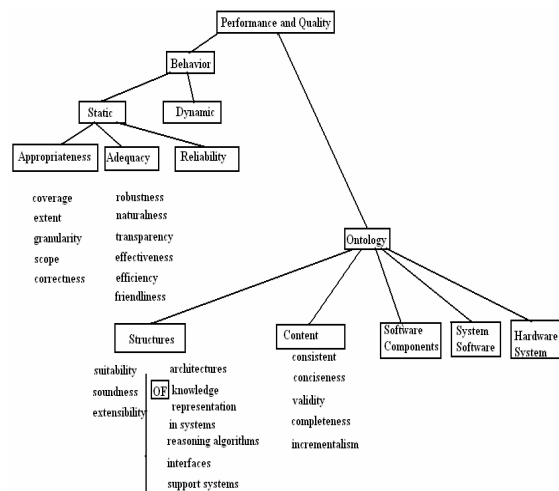 Performance and Quality
Behavior
Static
Dynamic
Appropriateness
Adequacy
Reliability
coverage
extent
granularity
scope
correctness
robustness
naturalness
transparency
effectiveness
efficiency
friendliness
Ontology
Structures
Content
Software
Components
System
Software
Hardware
System
suitability
soundness
extensibility
OF
architectures
knowledge
representation
in systems
reasoning algorithms
interfaces
support systems
consistent
conciseness
validity
completeness
incrementalism